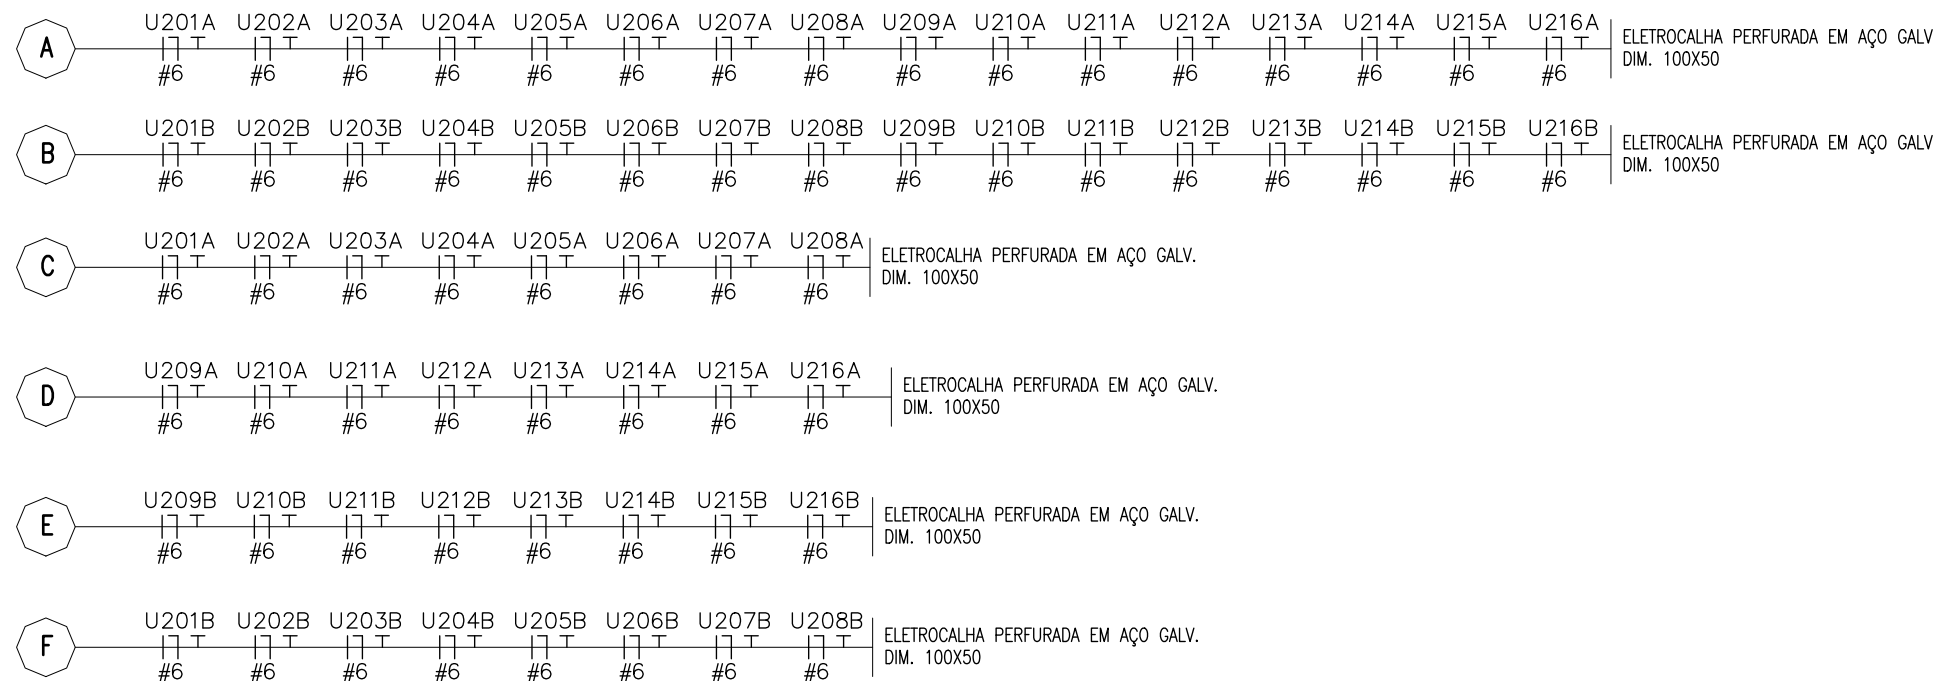 U201A U202A U203A U204A U205A U206A U207A U208A U209A U210A U211A U212A U213A U214A U215A U216A
A
ELETROCALHA PERFURADA EM AÇO GALV
DIM. 100X50
#6 #6 #6 #6 #6 #6 #6 #6 #6 #6 #6 #6 #6 #6 #6 #6
U201B U202B U203B U204B U205B U206B U207B U208B U209B U210B U211B U212B U213B U214B U215B U216B
B
ELETROCALHA PERFURADA EM AÇO GALV
DIM. 100X50
#6 #6 #6 #6 #6 #6 #6 #6 #6 #6 #6 #6 #6 #6 #6 #6
U201A U202A U203A U204A U205A U206A U207A U208A
C
ELETROCALHA PERFURADA EM AÇO GALV.
DIM. 100X50
#6 #6 #6 #6 #6 #6 #6 #6
U209A U210A U211A U212A U213A U214A U215A U216A
D
ELETROCALHA PERFURADA EM AÇO GALV.
DIM. 100X50
#6 #6 #6 #6 #6 #6 #6 #6
U209B U210B U211B U212B U213B U214B U215B U216B
E
ELETROCALHA PERFURADA EM AÇO GALV.
DIM. 100X50
#6 #6 #6 #6 #6 #6 #6 #6
U201B U202B U203B U204B U205B U206B U207B U208B
F
ELETROCALHA PERFURADA EM AÇO GALV.
DIM. 100X50
#6 #6 #6 #6 #6 #6 #6 #6